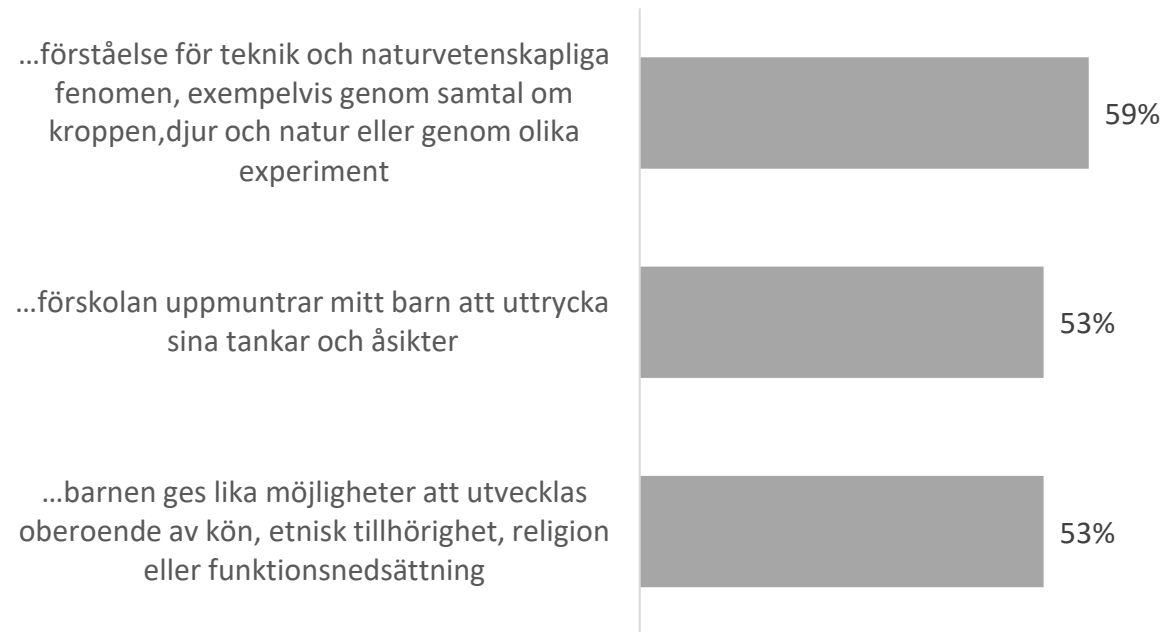 …förståelse för teknik och naturvetenskapliga
fenomen, exempelvis genom samtal om
kroppen,djur och natur eller genom olika
experiment
59%
…förskolan uppmuntrar mitt barn att uttrycka
sina tankar och åsikter
53%
…barnen ges lika möjligheter att utvecklas
oberoende av kön, etnisk tillhörighet, religion
eller funktionsnedsättning
53%